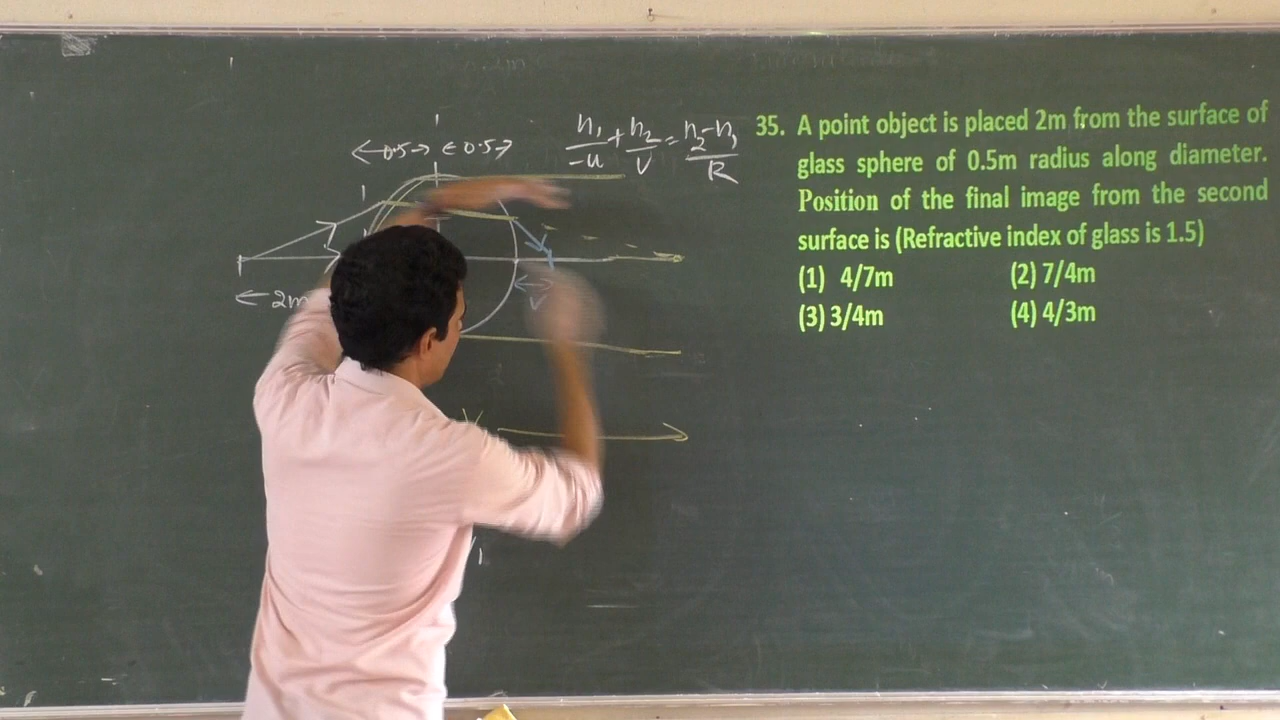 ←0.5→ ←0.5→
n₁/-u + n₂/v = n₂-n₁/R
←2m
v
35. A point object is placed 2m from the surface of
glass sphere of 0.5m radius along diameter.
Position of the final image from the second
surface is (Refractive index of glass is 1.5)
(1) 4/7m (2) 7/4m
(3) 3/4m (4) 4/3m